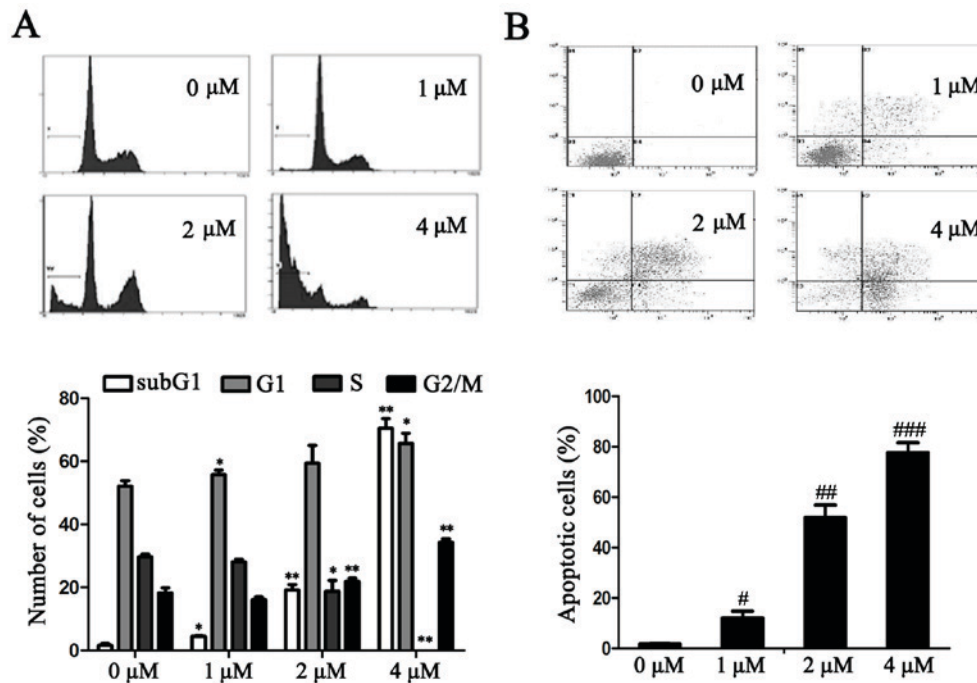 A
0 μM
1 μM
2 μM
4 μM
subG1 G1 S G2/M
Number of cells (%)
80
60
40
20
0
* * ** * ** ** * ** **
0 μM 1 μM 2 μM 4 μM
B
0 μM
1 μM
2 μM
4 μM
Apoptotic cells (%)
100
80
60
40
20
0
# ## ###
0 μM 1 μM 2 μM 4 μM